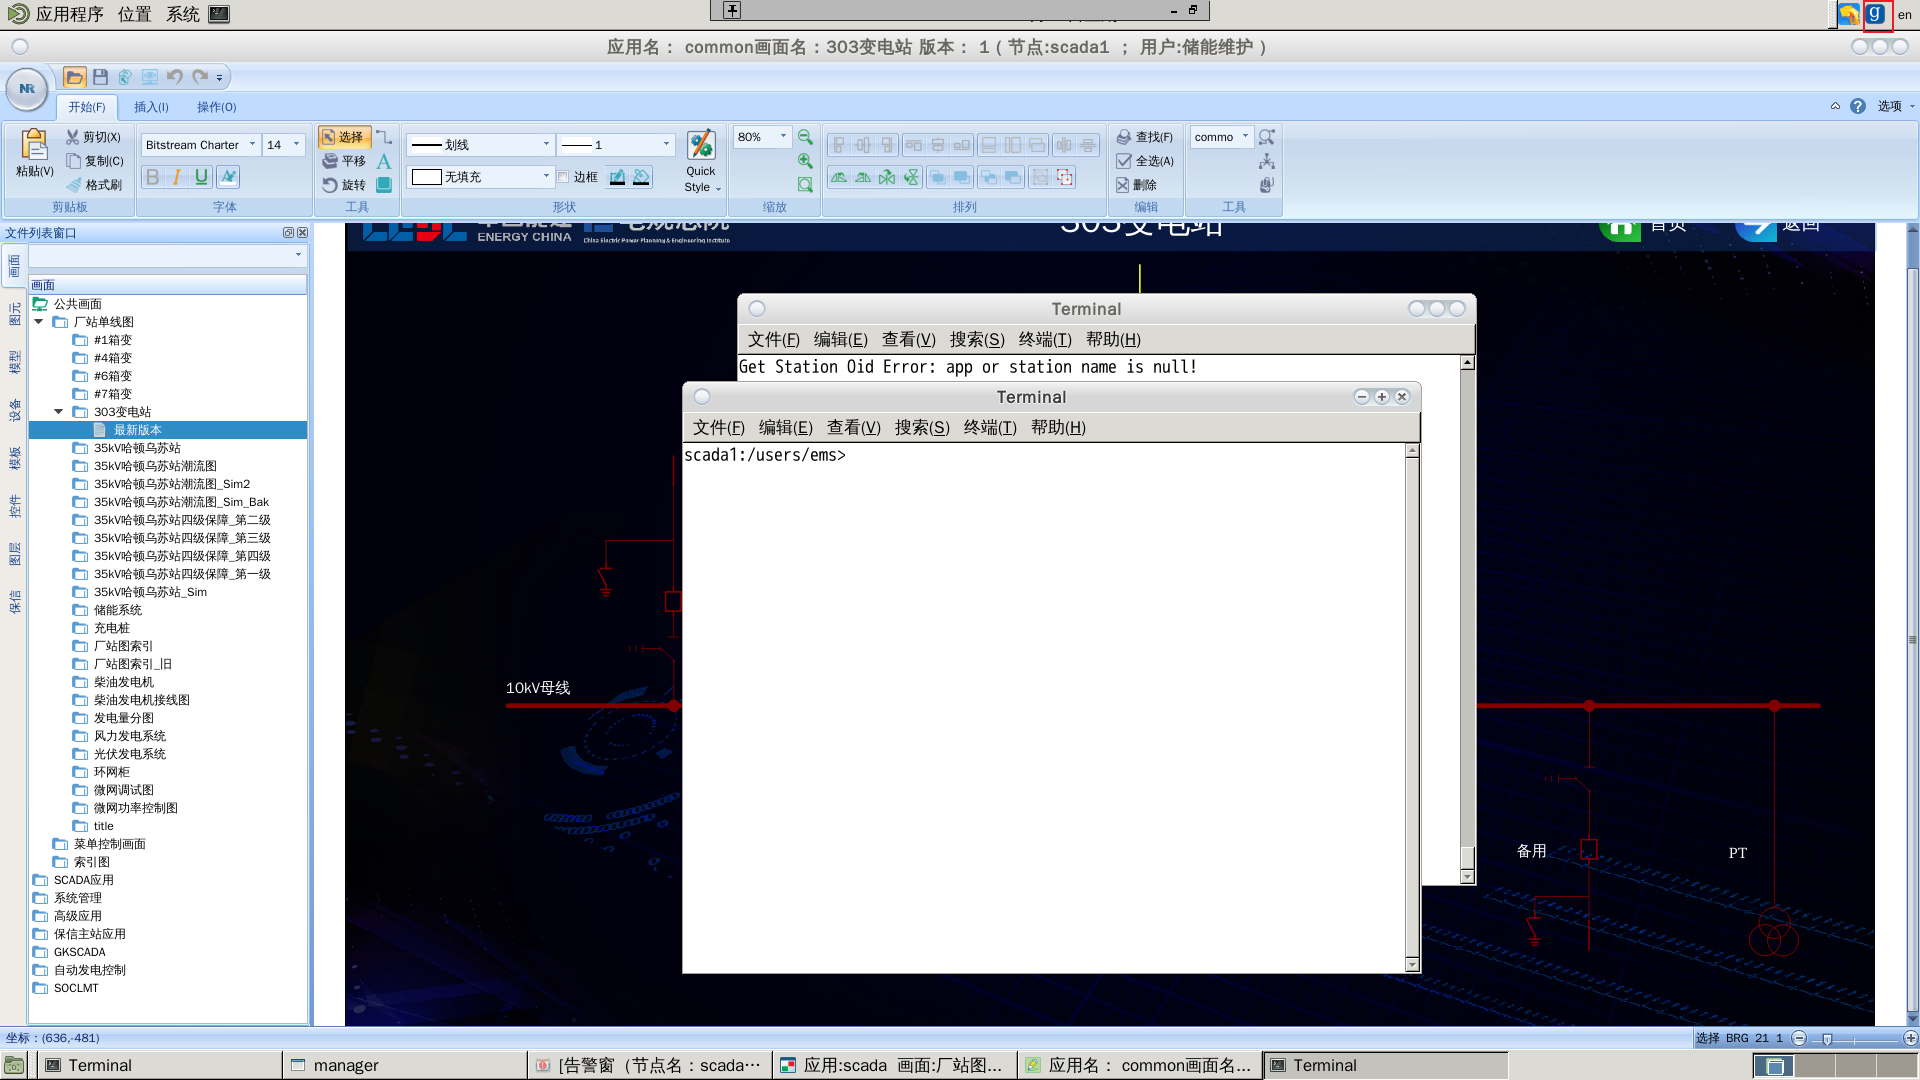 应用程序 位置 系统
en
应用名： common画面名：303变电站 版本： 1 ( 节点:scada1 ； 用户:储能维护 )
NR
开始(F) 插入(I) 操作(O)
选项
粘贴(V)
剪切(X)
复制(C)
格式刷
剪贴板
Bitstream Charter 14
B I U A
字体
选择
平移 A
旋转
工具
划线 1
无填充 边框
Quick Style
形状
80%
缩放
排列
查找(F)
全选(A)
删除
编辑
commo
工具
文件列表窗口
画面
图元
模型
设备
模板
控件
图层
保信
画面
公共画面
厂站单线图
#1箱变
#4箱变
#6箱变
#7箱变
303变电站
最新版本
35kV哈顿乌苏站
35kV哈顿乌苏站潮流图
35kV哈顿乌苏站潮流图_Sim2
35kV哈顿乌苏站潮流图_Sim_Bak
35kV哈顿乌苏站四级保障_第二级
35kV哈顿乌苏站四级保障_第三级
35kV哈顿乌苏站四级保障_第四级
35kV哈顿乌苏站四级保障_第一级
35kV哈顿乌苏站_Sim
储能系统
充电桩
厂站图索引
厂站图索引_旧
柴油发电机
柴油发电机接线图
发电量分图
风力发电系统
光伏发电系统
环网柜
微网调试图
微网功率控制图
title
菜单控制画面
索引图
SCADA应用
系统管理
高级应用
保信主站应用
GKSCADA
自动发电控制
SOCLMT
ENERGY CHINA
China Electric Power Planning & Engineering Institute
303变电站
首页
返回
10kV母线
备用
PT
Terminal
文件(F) 编辑(E) 查看(V) 搜索(S) 终端(T) 帮助(H)
Get Station Oid Error: app or station name is null!
Terminal
文件(F) 编辑(E) 查看(V) 搜索(S) 终端(T) 帮助(H)
scada1:/users/ems>
坐标：(636,-481)
选择 BRG 21 1
Terminal
manager
[告警窗（节点名：scada…
应用:scada 画面:厂站图...
应用名： common画面名...
Terminal